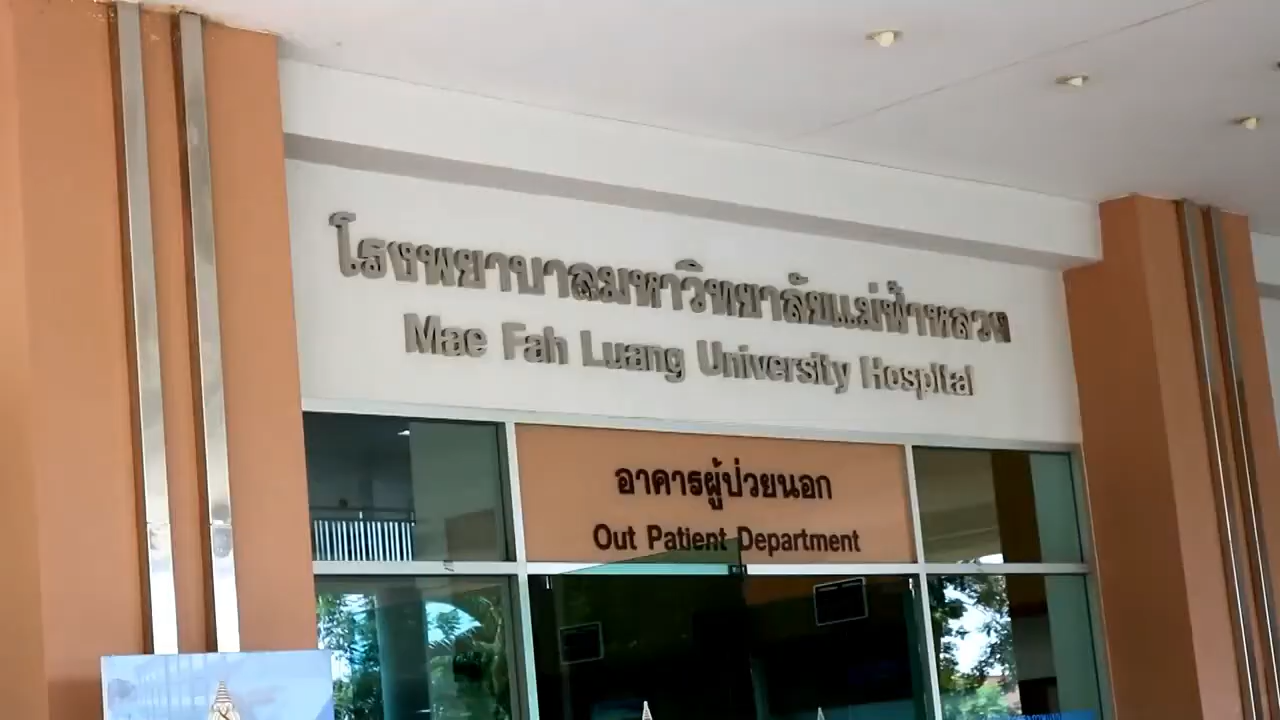 โรงพยาบาลมหาวิทยาลัยแม่ฟ้าหลวง
Mae Fah Luang University Hospital
อาคารผู้ป่วยนอก
Out Patient Department